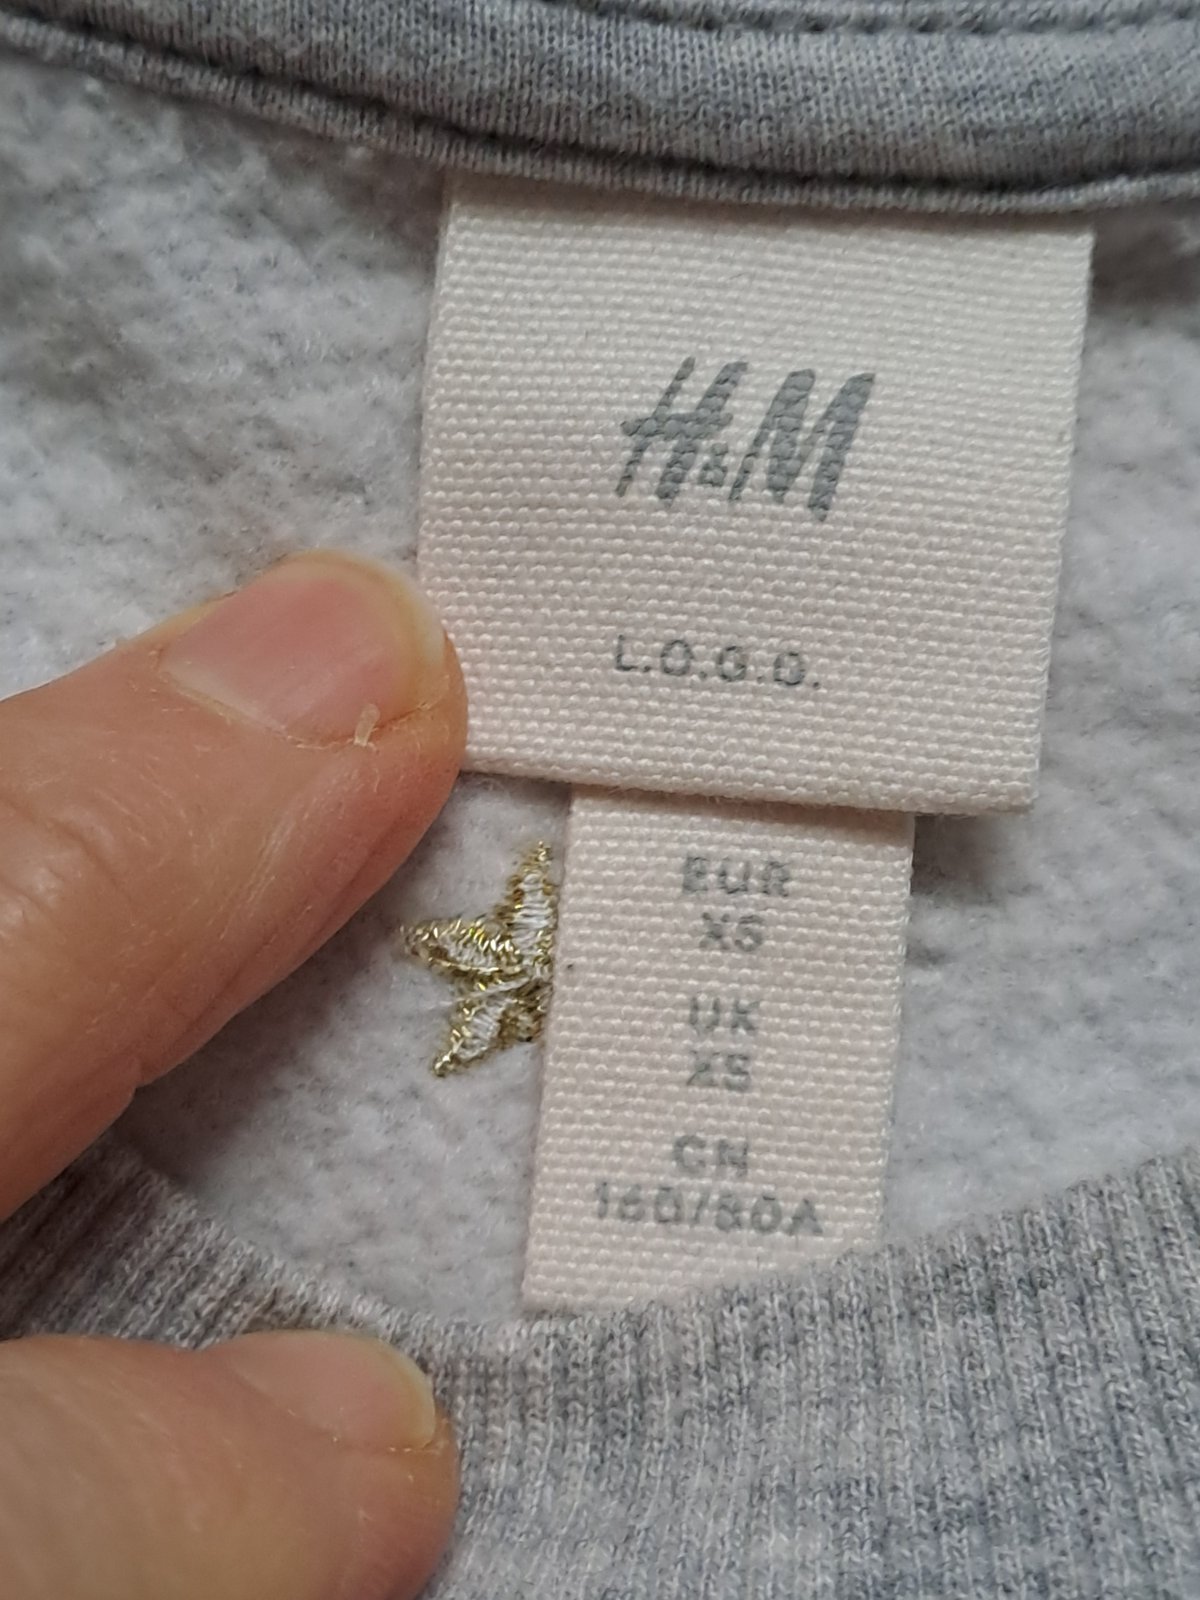 H&M
L.O.G.G.
EUR
XS
UK
XS
CN
160/80A